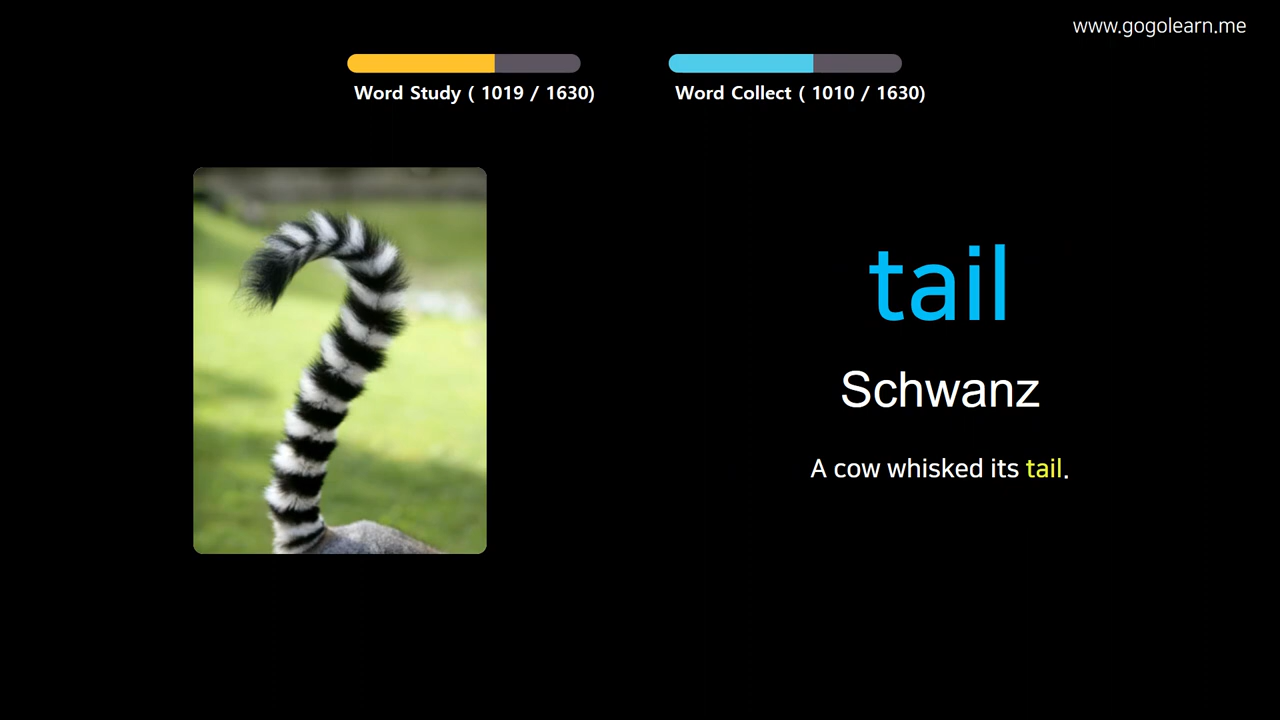 www.gogolearn.me
Word Study ( 1019 / 1630)
Word Collect ( 1010 / 1630)
tail
Schwanz
A cow whisked its tail.